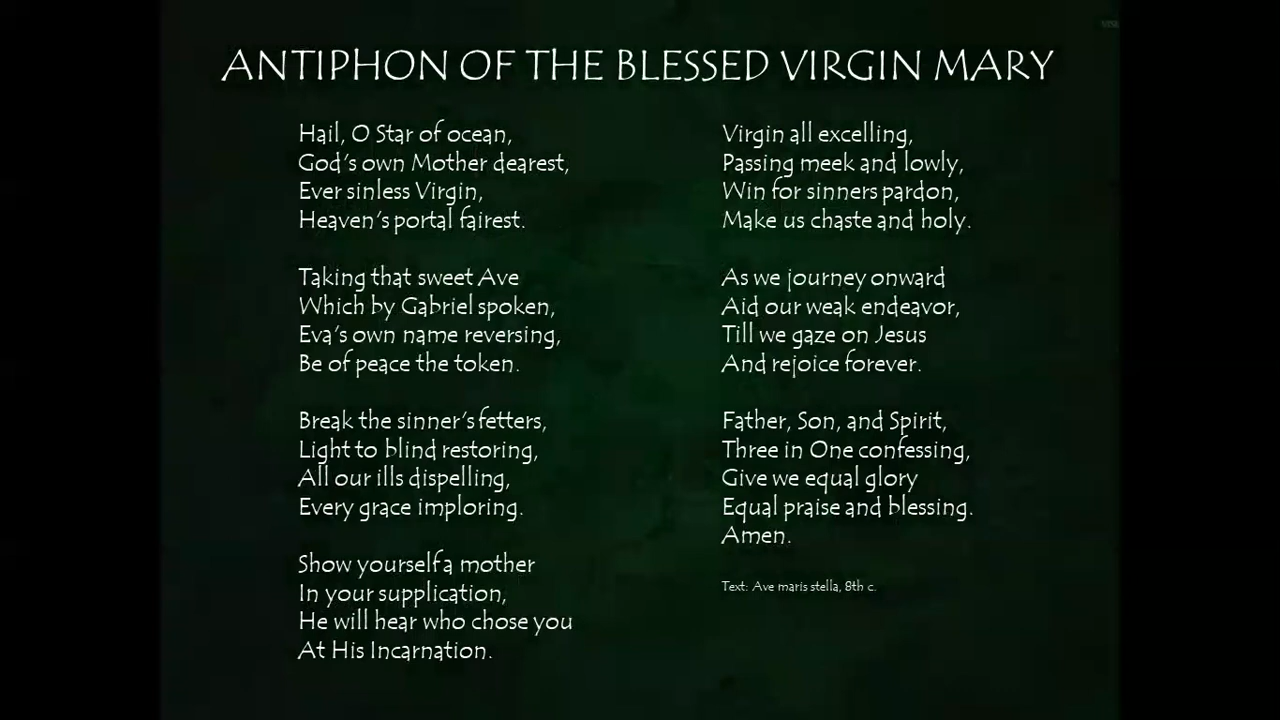 ANTIPHON OF THE BLESSED VIRGIN MARY
Hail, O Star of ocean,
God's own Mother dearest,
Ever sinless Virgin,
Heaven's portal fairest.
Taking that sweet Ave
Which by Gabriel spoken,
Eva's own name reversing,
Be of peace the token.
Break the sinner's fetters,
Light to blind restoring,
All our ills dispelling,
Every grace imploring.
Show yourself a mother
In your supplication,
He will hear who chose you
At His Incarnation.
Virgin all excelling,
Passing meek and lowly,
Win for sinners pardon,
Make us chaste and holy.
As we journey onward
Aid our weak endeavor,
Till we gaze on Jesus
And rejoice forever.
Father, Son, and Spirit,
Three in One confessing,
Give we equal glory
Equal praise and blessing.
Amen.
Text: Ave maris stella, 8th c.